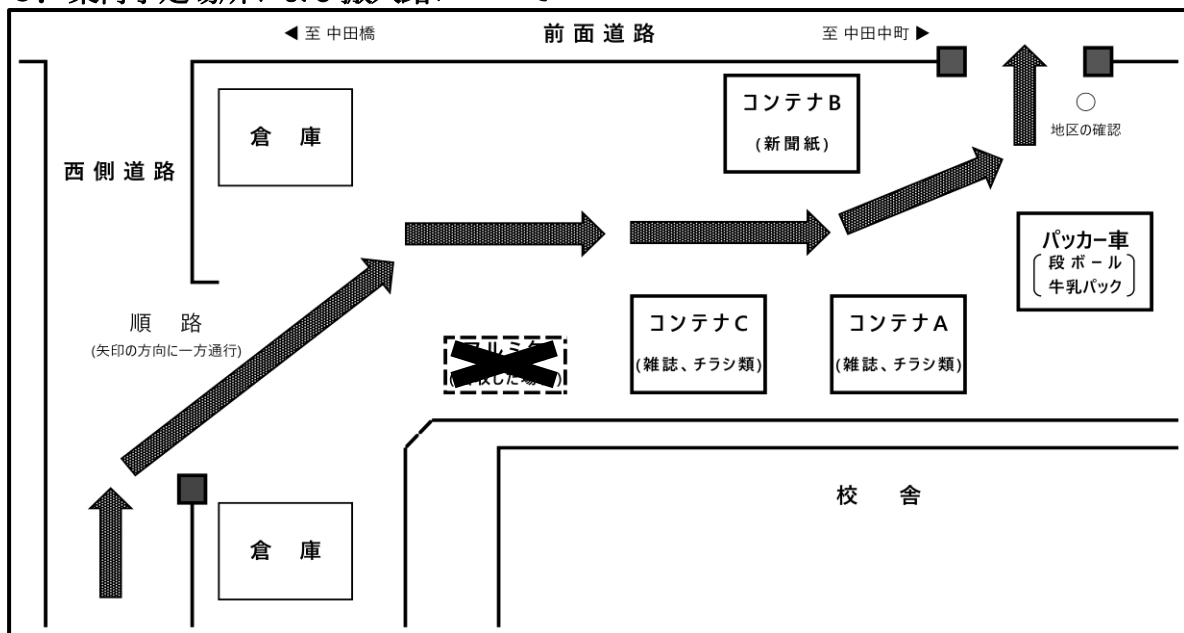 ◀ 至 中田橋
前面道路
至 中田中町 ▶
コンテナB
(新聞紙)
○
地区の確認
倉 庫
西側道路
パッカー車
段ボール
牛乳パック
順 路
(矢印の方向に一方通行)
コンテナC
(雑誌、チラシ類)
コンテナA
(雑誌、チラシ類)
校 舎
倉 庫